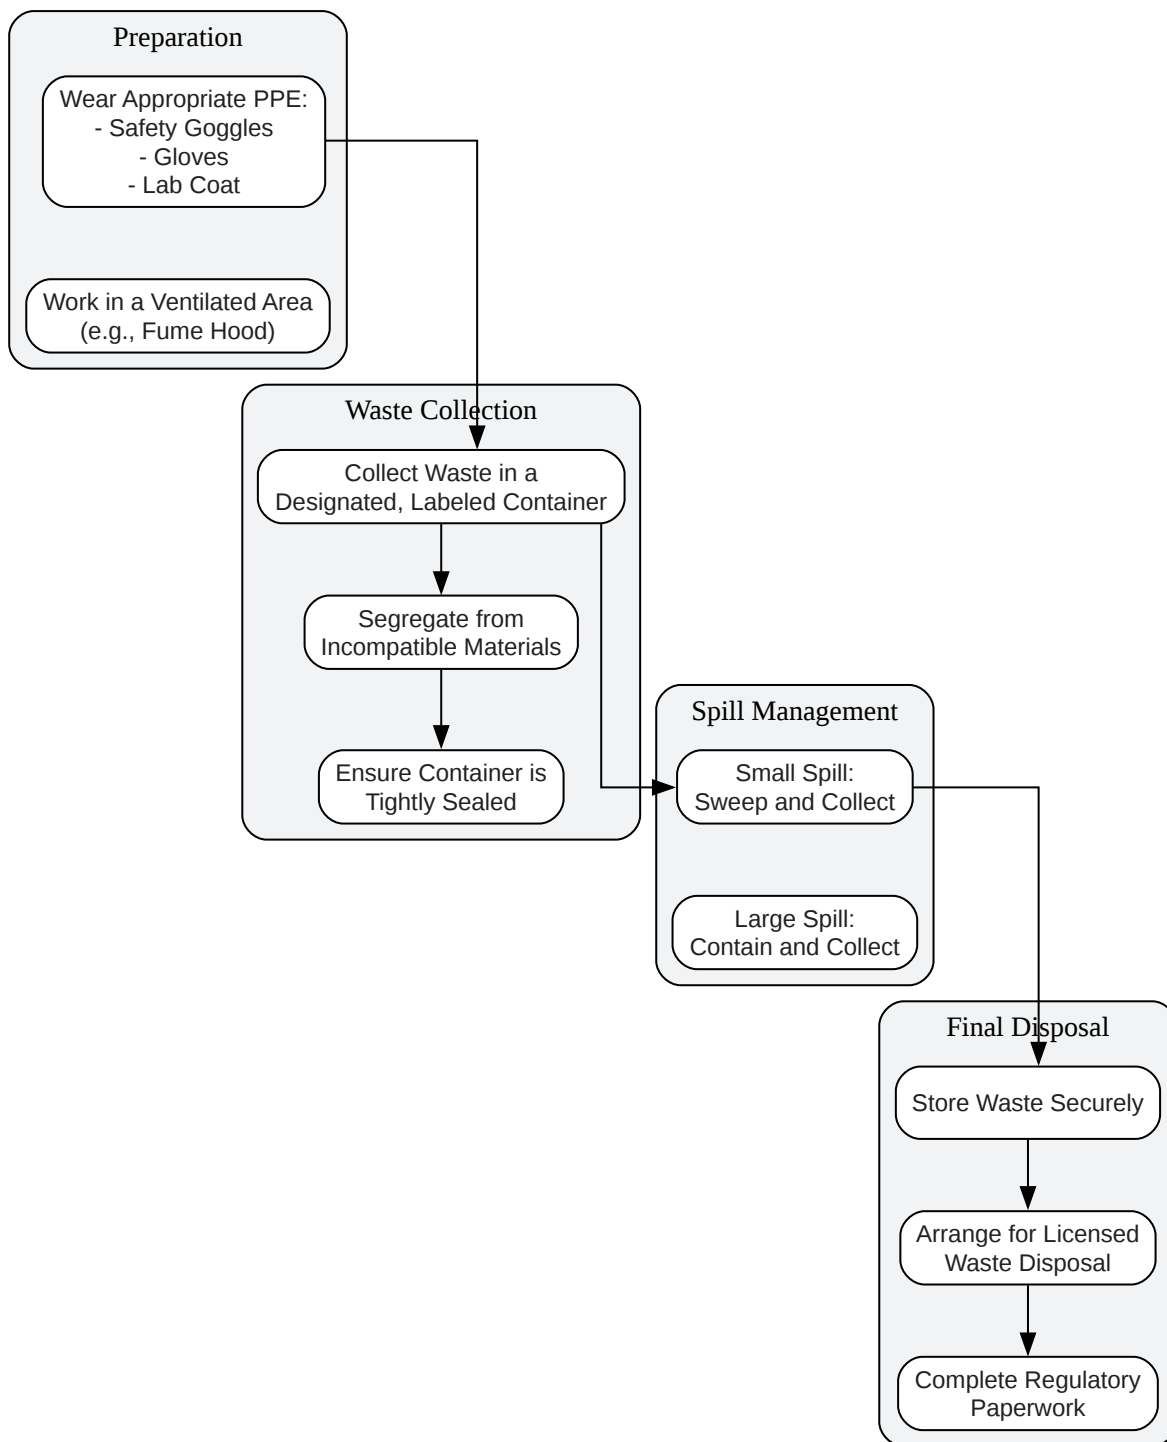 Preparation
Wear Appropriate PPE:
- Safety Goggles
- Gloves
- Lab Coat
Work in a Ventilated Area
(e.g., Fume Hood)
Waste Collection
Collect Waste in a
Designated, Labeled Container
Segregate from
Incompatible Materials
Ensure Container is
Tightly Sealed
Spill Management
Small Spill:
Sweep and Collect
Large Spill:
Contain and Collect
Final Disposal
Store Waste Securely
Arrange for Licensed
Waste Disposal
Complete Regulatory
Paperwork